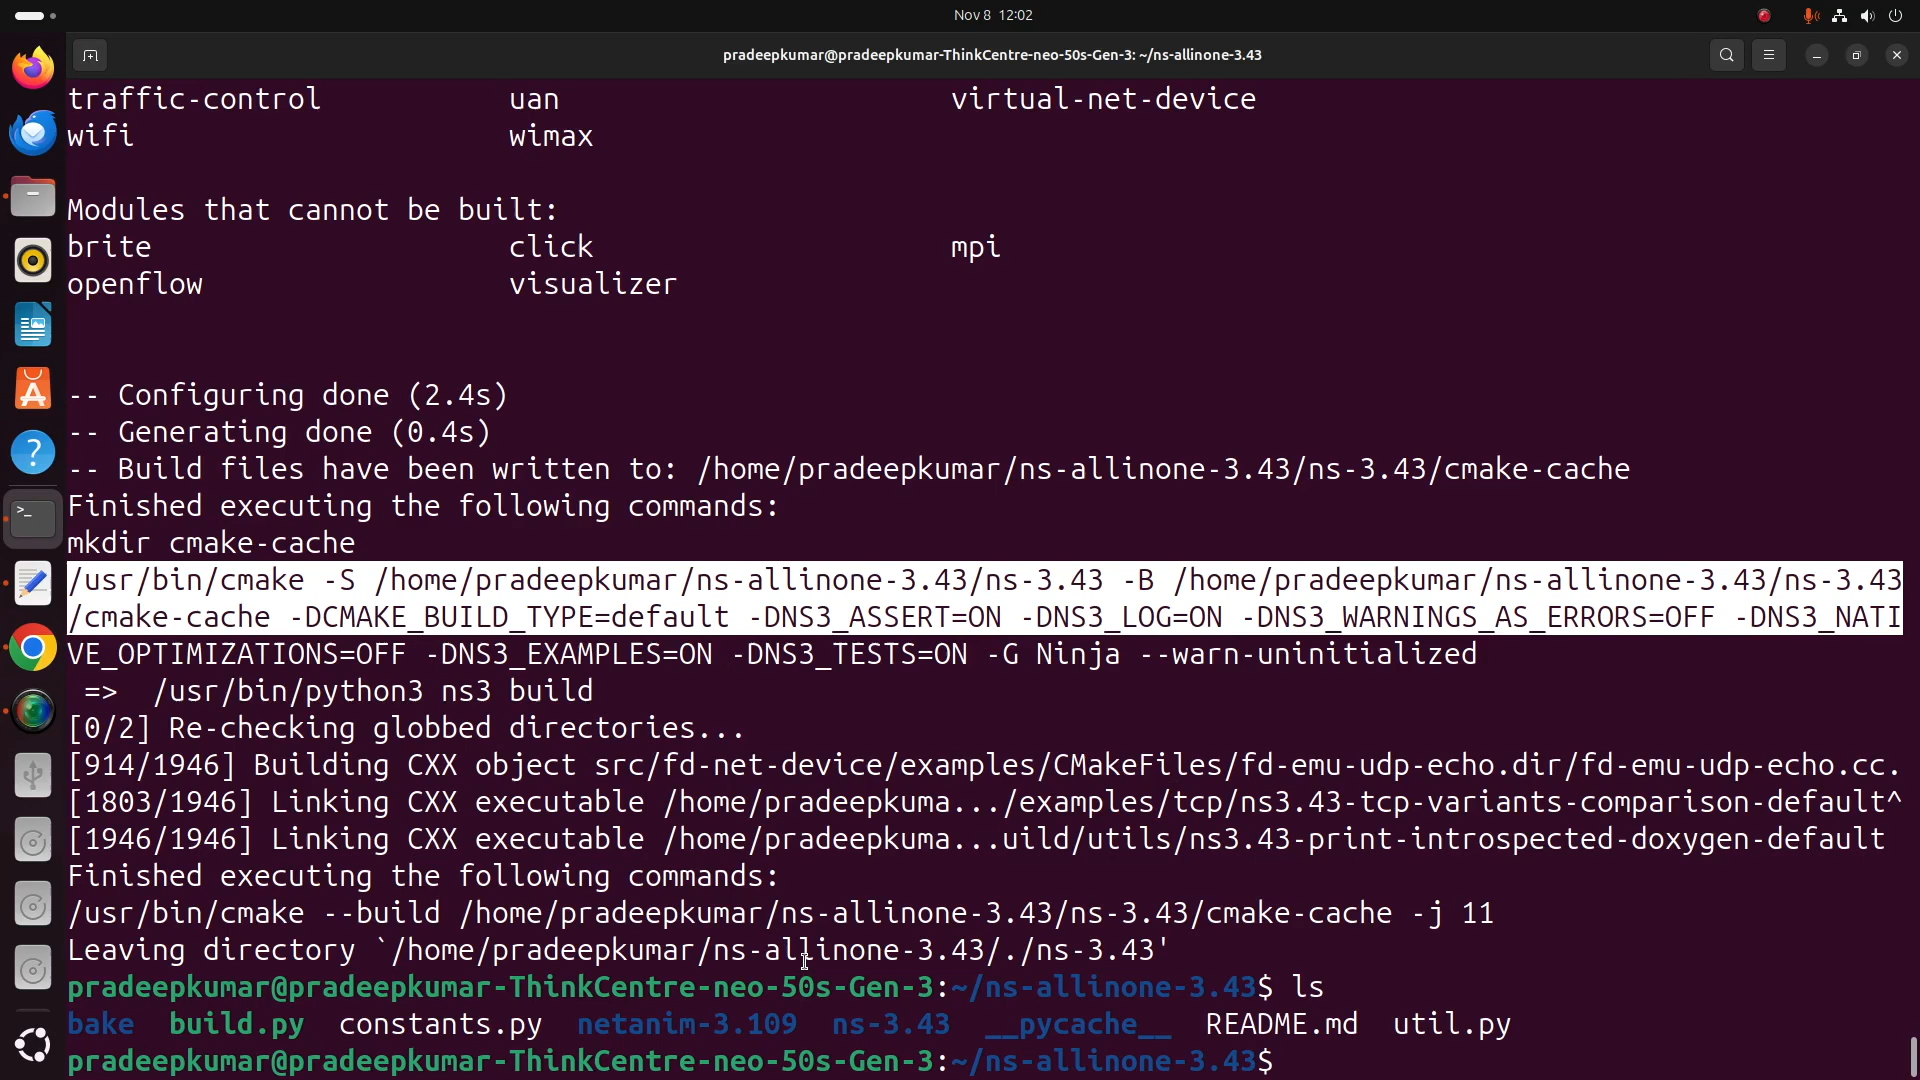 Nov 8 12:02
pradeepkumar@pradeepkumar-ThinkCentre-neo-50s-Gen-3: ~/ns-allinone-3.43
traffic-control uan virtual-net-device
wifi wimax
Modules that cannot be built:
brite click mpi
openflow visualizer
-- Configuring done (2.4s)
-- Generating done (0.4s)
-- Build files have been written to: /home/pradeepkumar/ns-allinone-3.43/ns-3.43/cmake-cache
Finished executing the following commands:
mkdir cmake-cache
/usr/bin/cmake -S /home/pradeepkumar/ns-allinone-3.43/ns-3.43 -B /home/pradeepkumar/ns-allinone-3.43/ns-3.43
/cmake-cache -DCMAKE_BUILD_TYPE=default -DNS3_ASSERT=ON -DNS3_LOG=ON -DNS3_WARNINGS_AS_ERRORS=OFF -DNS3_NATI
VE_OPTIMIZATIONS=OFF -DNS3_EXAMPLES=ON -DNS3_TESTS=ON -G Ninja --warn-uninitialized
=> /usr/bin/python3 ns3 build
[0/2] Re-checking globbed directories...
[914/1946] Building CXX object src/fd-net-device/examples/CMakeFiles/fd-emu-udp-echo.dir/fd-emu-udp-echo.cc.
[1803/1946] Linking CXX executable /home/pradeepkuma.../examples/tcp/ns3.43-tcp-variants-comparison-default^
[1946/1946] Linking CXX executable /home/pradeepkuma...uild/utils/ns3.43-print-introspected-doxygen-default
Finished executing the following commands:
/usr/bin/cmake --build /home/pradeepkumar/ns-allinone-3.43/ns-3.43/cmake-cache -j 11
Leaving directory `/home/pradeepkumar/ns-allinone-3.43/./ns-3.43'
pradeepkumar@pradeepkumar-ThinkCentre-neo-50s-Gen-3:~/ns-allinone-3.43$ ls
bake build.py constants.py netanim-3.109 ns-3.43 __pycache__ README.md util.py
pradeepkumar@pradeepkumar-ThinkCentre-neo-50s-Gen-3:~/ns-allinone-3.43$